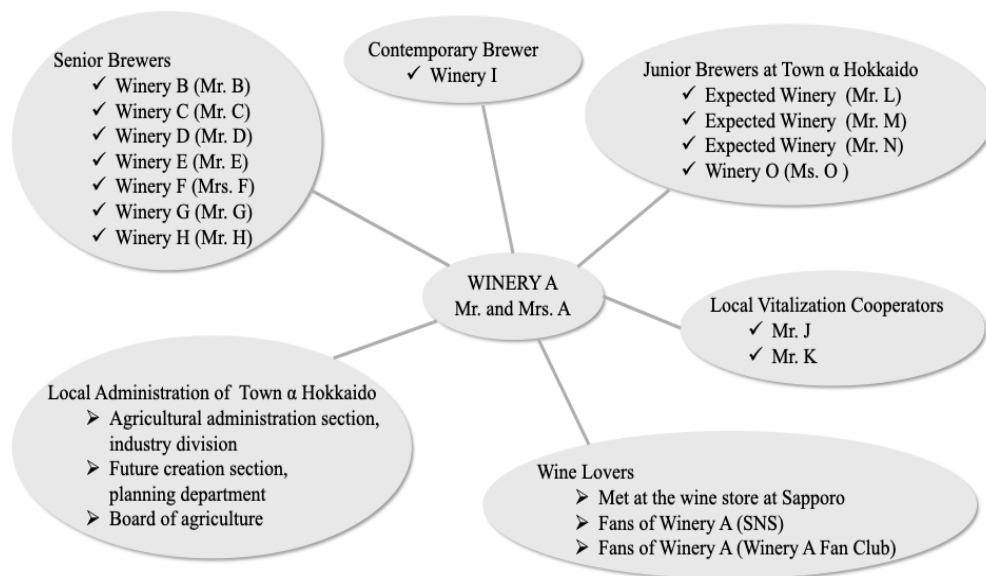 Senior Brewers
✓ Winery B (Mr. B)
✓ Winery C (Mr. C)
✓ Winery D (Mr. D)
✓ Winery E (Mr. E)
✓ Winery F (Mrs. F)
✓ Winery G (Mr. G)
✓ Winery H (Mr. H)
Contemporary Brewer
✓ Winery I
Junior Brewers at Town α Hokkaido
✓ Expected Winery (Mr. L)
✓ Expected Winery (Mr. M)
✓ Expected Winery (Mr. N)
✓ Winery O (Ms. O )
WINERY A
Mr. and Mrs. A
Local Vitalization Cooperators
✓ Mr. J
✓ Mr. K
Local Administration of Town α Hokkaido
➢ Agricultural administration section,
industry division
➢ Future creation section,
planning department
➢ Board of agriculture
Wine Lovers
➢ Met at the wine store at Sapporo
➢ Fans of Winery A (SNS)
➢ Fans of Winery A (Winery A Fan Club)